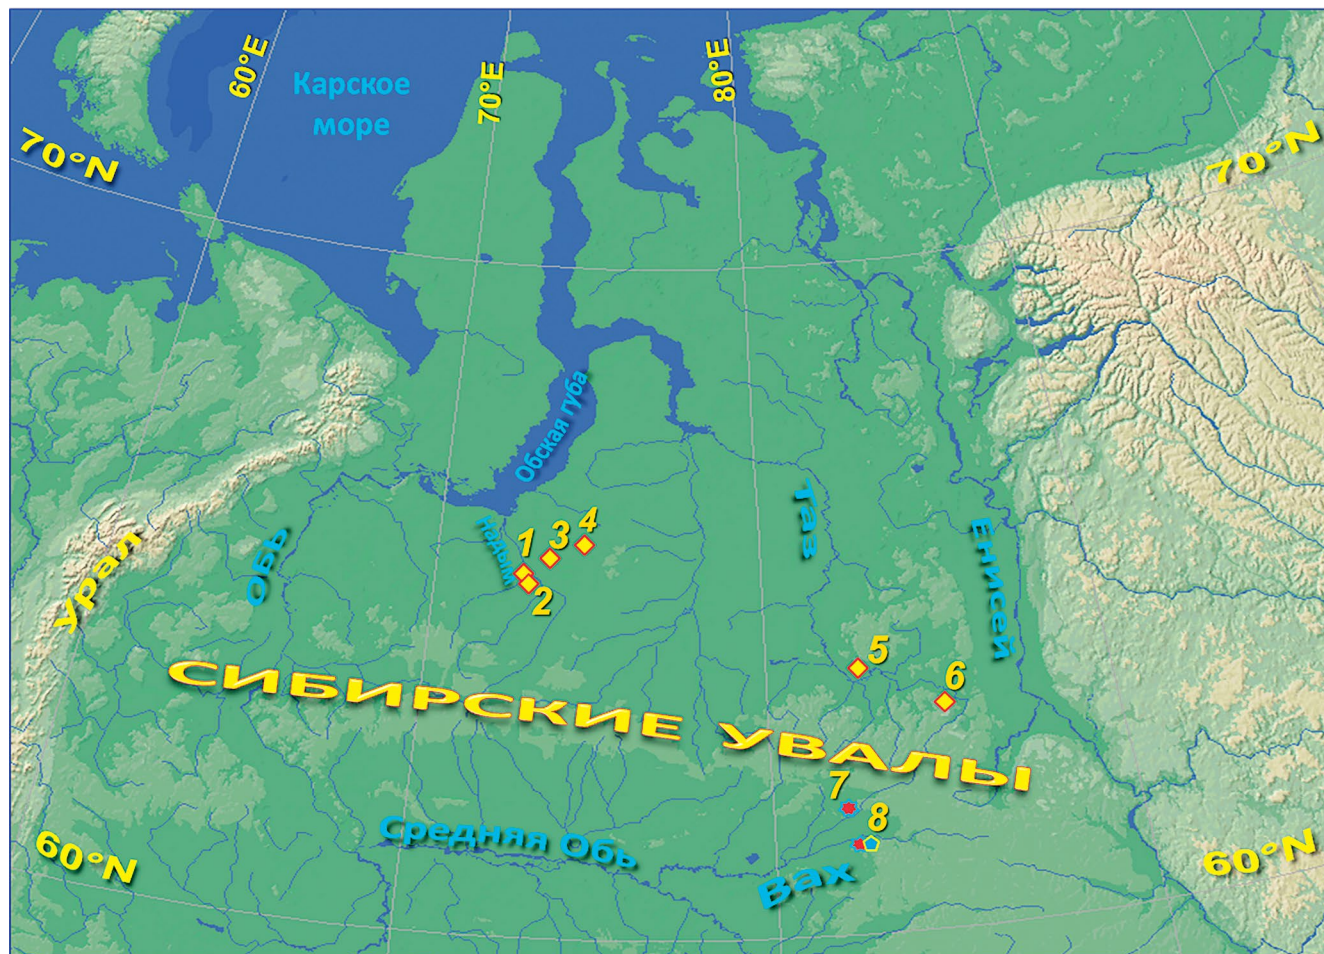 60°E
70°E
80°E
Карское
море
70°N
70°N
Обская губа
Надым
1
3
4
2
Обь
Урал
Таз
Енисей
5
6
СИБИРСКИЕ УВАЛЫ
7
8
Средняя Обь
Вах
60°N
60°N